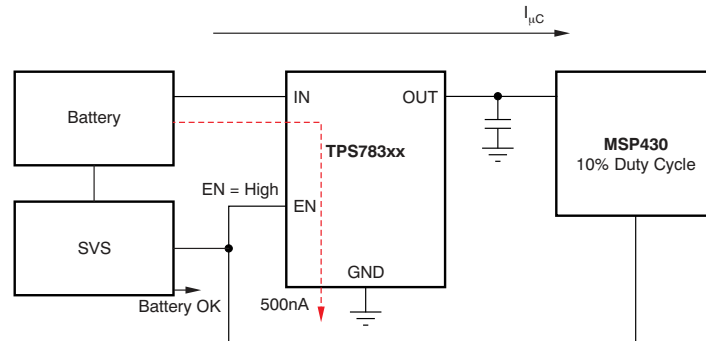 IμC
Battery
IN
OUT
TPS783xx
MSP430
10% Duty Cycle
EN = High
EN
SVS
GND
Battery OK
500nA